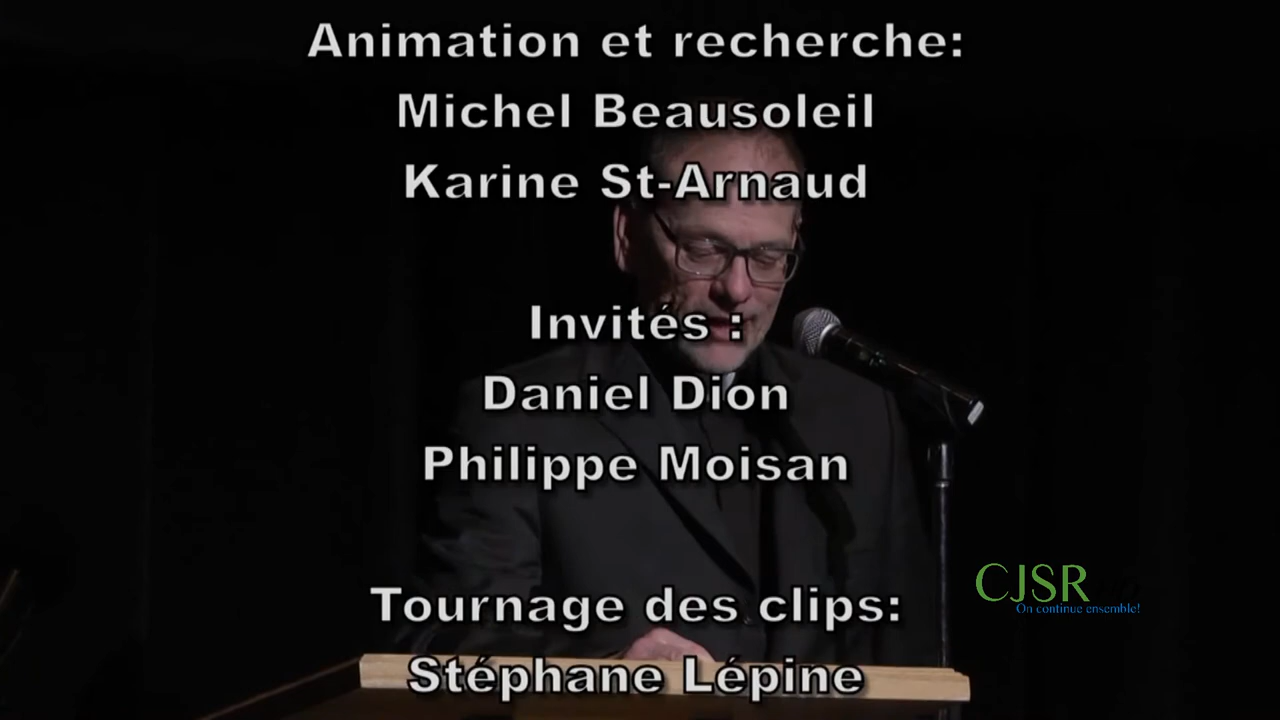 Animation et recherche:
Michel Beausoleil
Karine St-Arnaud
Invités :
Daniel Dion
Philippe Moisan
Tournage des clips:
Stéphane Lépine
CJSR
On continue ensemble!